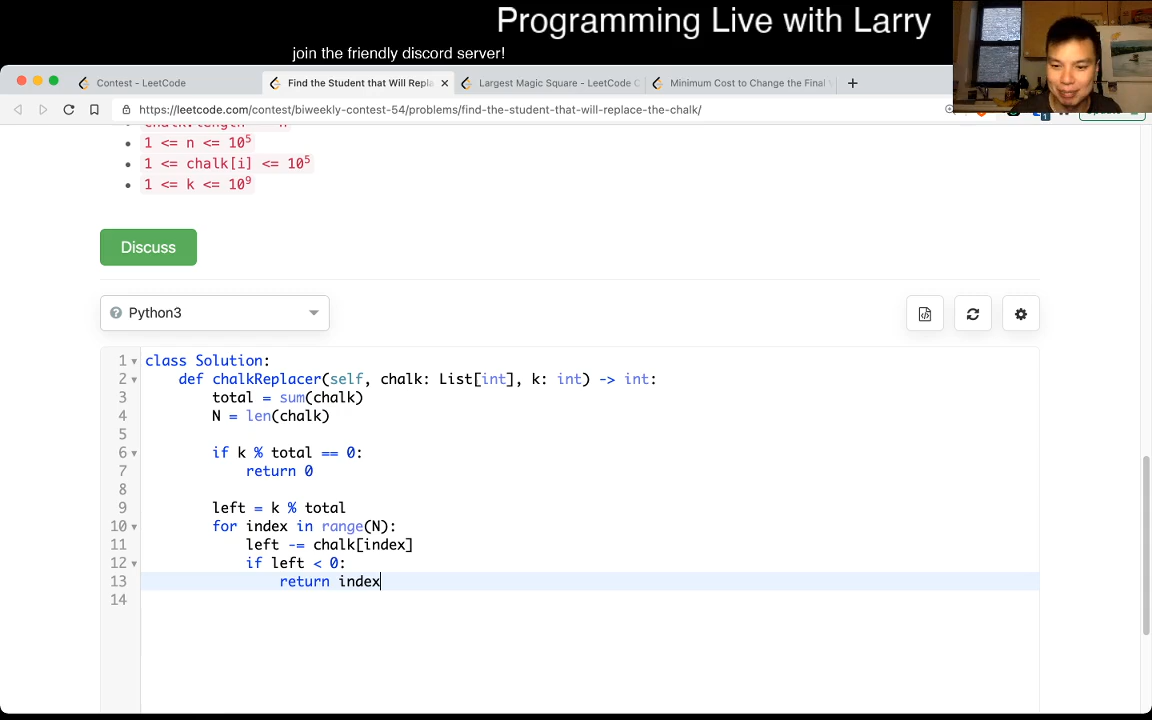 Programming Live with Larry
join the friendly discord server!
Contest - LeetCode
Find the Student that Will Repla
Largest Magic Square - LeetCode C
Minimum Cost to Change the Final
https://leetcode.com/contest/biweekly-contest-54/problems/find-the-student-that-will-replace-the-chalk/
1 <= n <= 10⁵
1 <= chalk[i] <= 10⁵
1 <= k <= 10⁹
Discuss
Python3
1 class Solution:
2 def chalkReplacer(self, chalk: List[int], k: int) -> int:
3 total = sum(chalk)
4 N = len(chalk)
5
6 if k % total == 0:
7 return 0
8
9 left = k % total
10 for index in range(N):
11 left -= chalk[index]
12 if left < 0:
13 return index
14